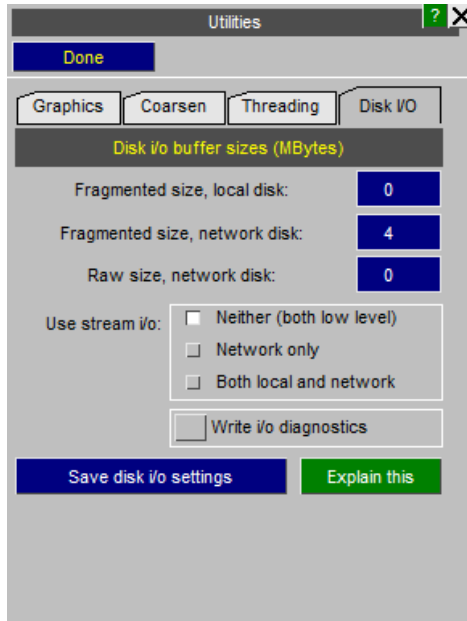 Utilities
?
X
Done
Graphics Coarsen Threading Disk I/O
Disk i/o buffer sizes (MBytes)
Fragmented size, local disk: 0
Fragmented size, network disk: 4
Raw size, network disk: 0
Use stream i/o: Neither (both low level)
Network only
Both local and network
Write i/o diagnostics
Save disk i/o settings Explain this